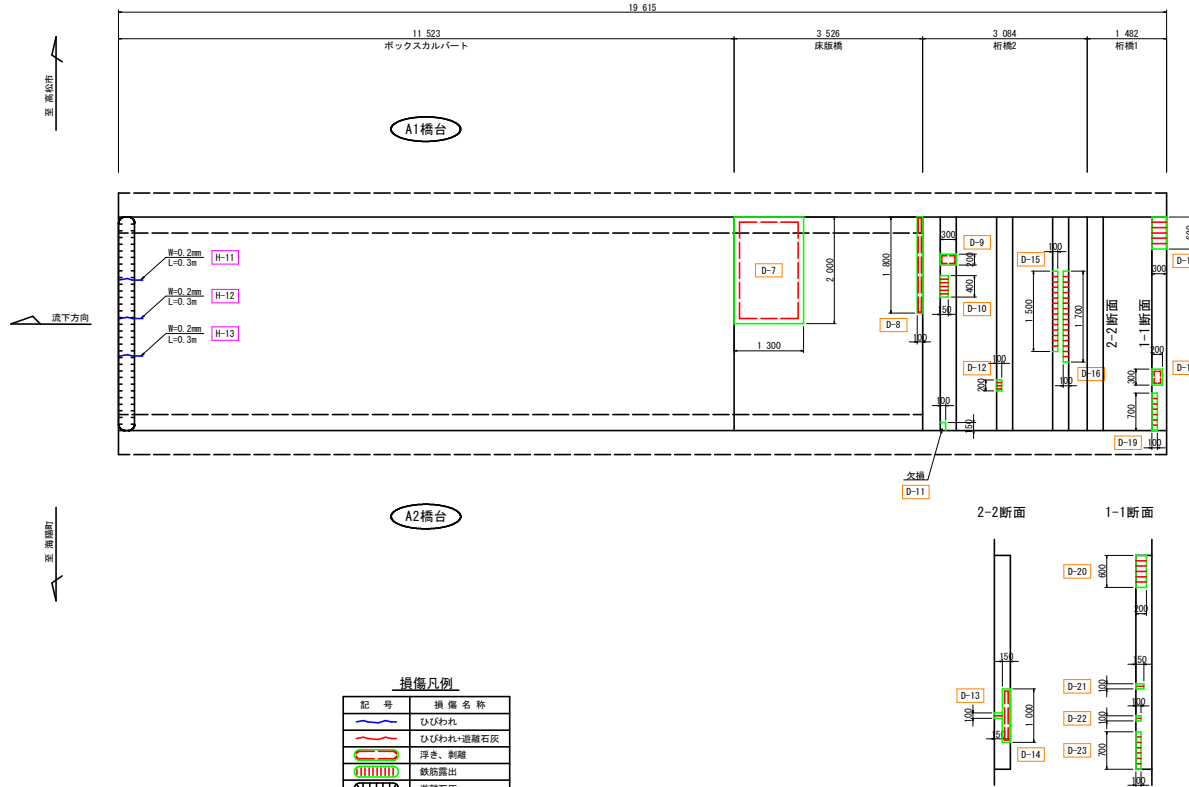 19 615
11 523
ボックスカルバート
3 526
床版橋
3 084
桁橋2
1 482
桁橋1
至 高松市
A1橋台
流下方向
W=0.2mm
L=0.3m
H-11
W=0.2mm
L=0.3m
H-12
W=0.2mm
L=0.3m
H-13
D-7
2 000
1 300
1 800
D-8
100
300
D-9
200
400
D-10
150
D-12
100
200
100
150
欠損
D-11
D-15
100
1 500
1 700
D-16
100
2-2断面
1-1断面
600
300
200
300
700
D-19
100
至 海陽町
A2橋台
2-2断面
1-1断面
D-20
600
200
150
D-21
100
100
D-22
100
D-23
700
100
150
D-13
100
1 000
150
D-14
損傷凡例
記 号
損 傷 名 称
ひびわれ
ひびわれ+遊離石灰
浮き、剥離
鉄筋露出